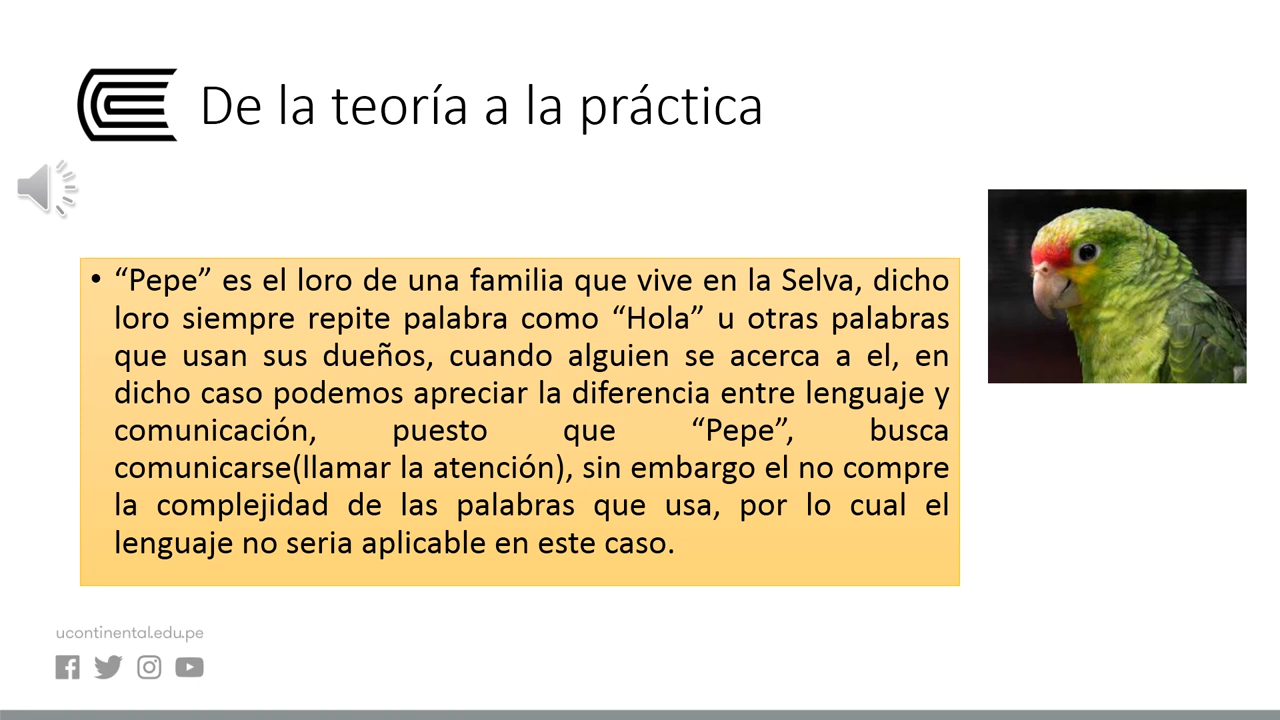 De la teoría a la práctica
• “Pepe” es el loro de una familia que vive en la Selva, dicho
loro siempre repite palabra como “Hola” u otras palabras
que usan sus dueños, cuando alguien se acerca a el, en
dicho caso podemos apreciar la diferencia entre lenguaje y
comunicación, puesto que “Pepe”, busca
comunicarse(llamar la atención), sin embargo el no compre
la complejidad de las palabras que usa, por lo cual el
lenguaje no seria aplicable en este caso.
ucontinental.edu.pe